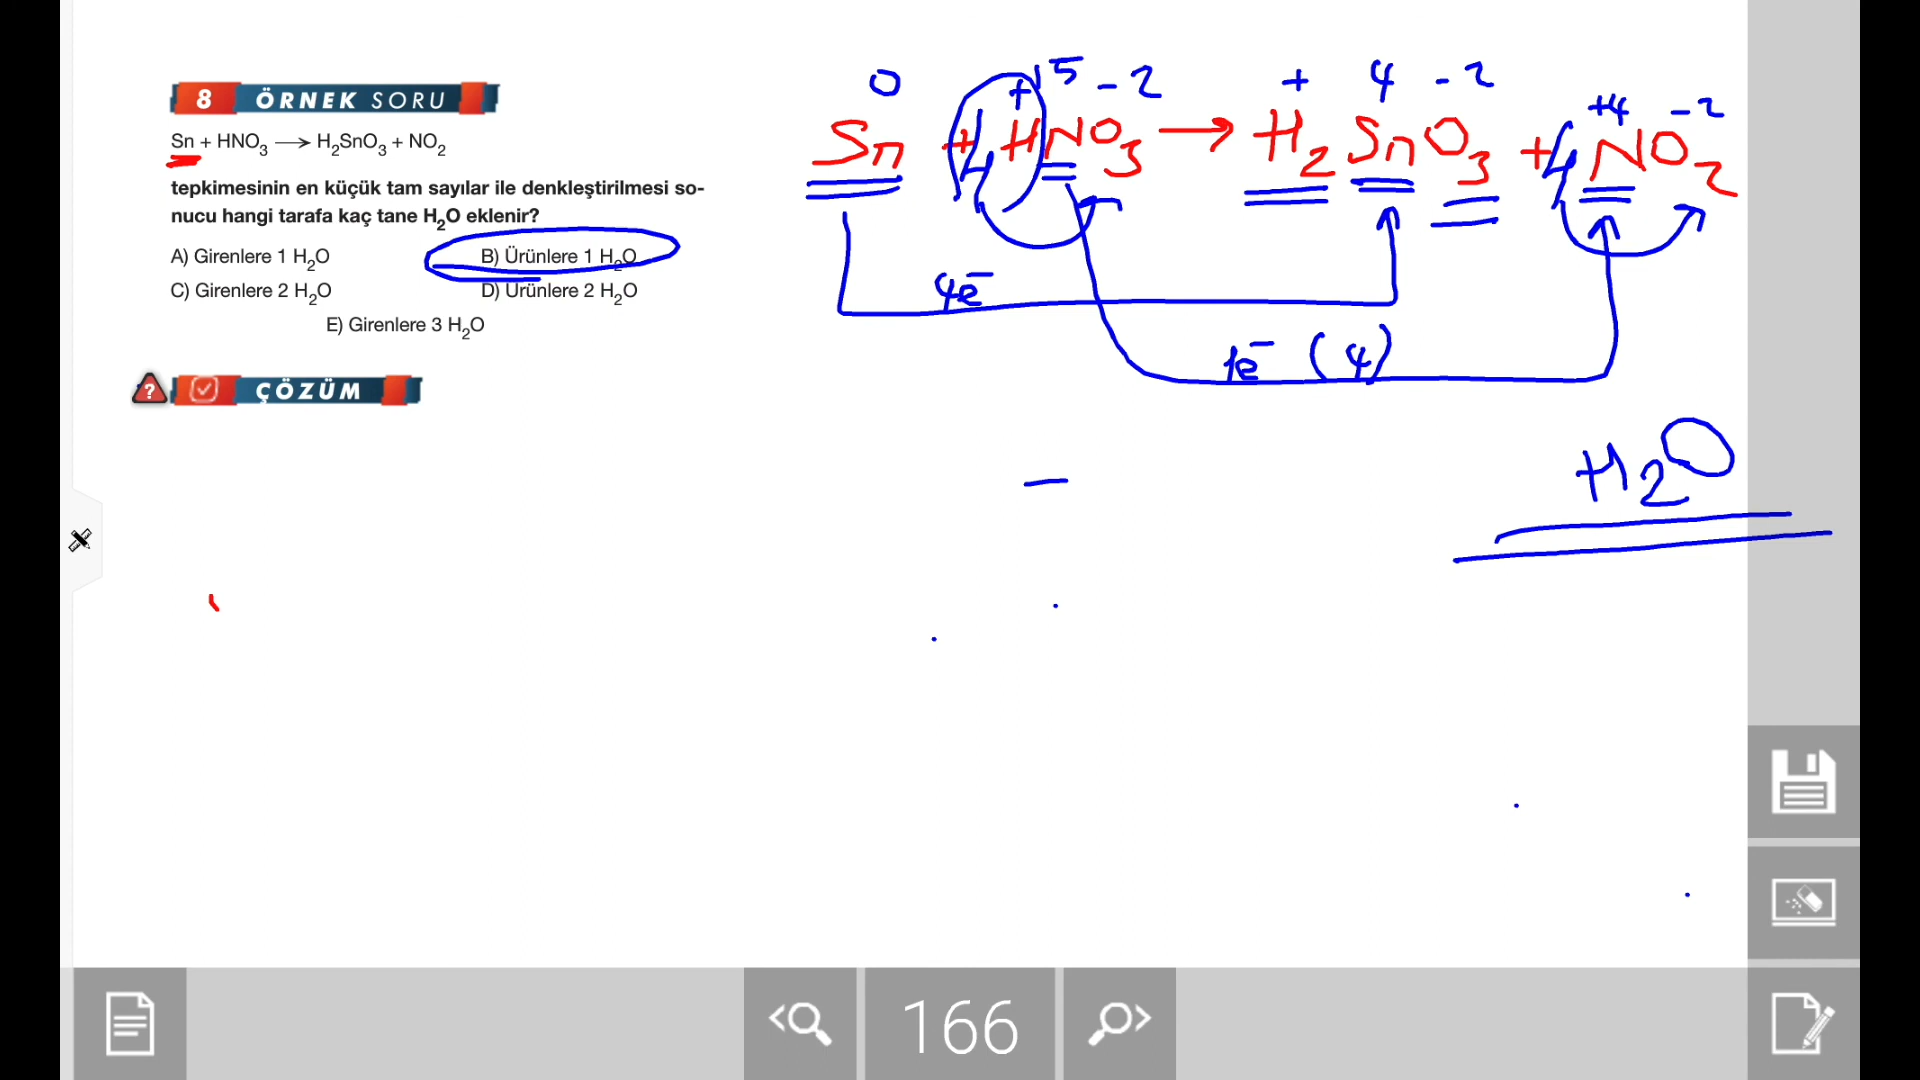 8 ÖRNEK SORU
Sn + HNO3 → H2SnO3 + NO2
tepkimesinin en küçük tam sayılar ile denkleştirilmesi so-
nucu hangi tarafa kaç tane H2O eklenir?
A) Girenlere 1 H2O B) Ürünlere 1 H2O
C) Girenlere 2 H2O D) Ürünlere 2 H2O
E) Girenlere 3 H2O
? ÇÖZÜM
0 +1 5 -2 + 4 -2 +4 -2
Sn + 4 HNO3 → H2SnO3 + 4 NO2
4e-
1e- (4)
H2O
166